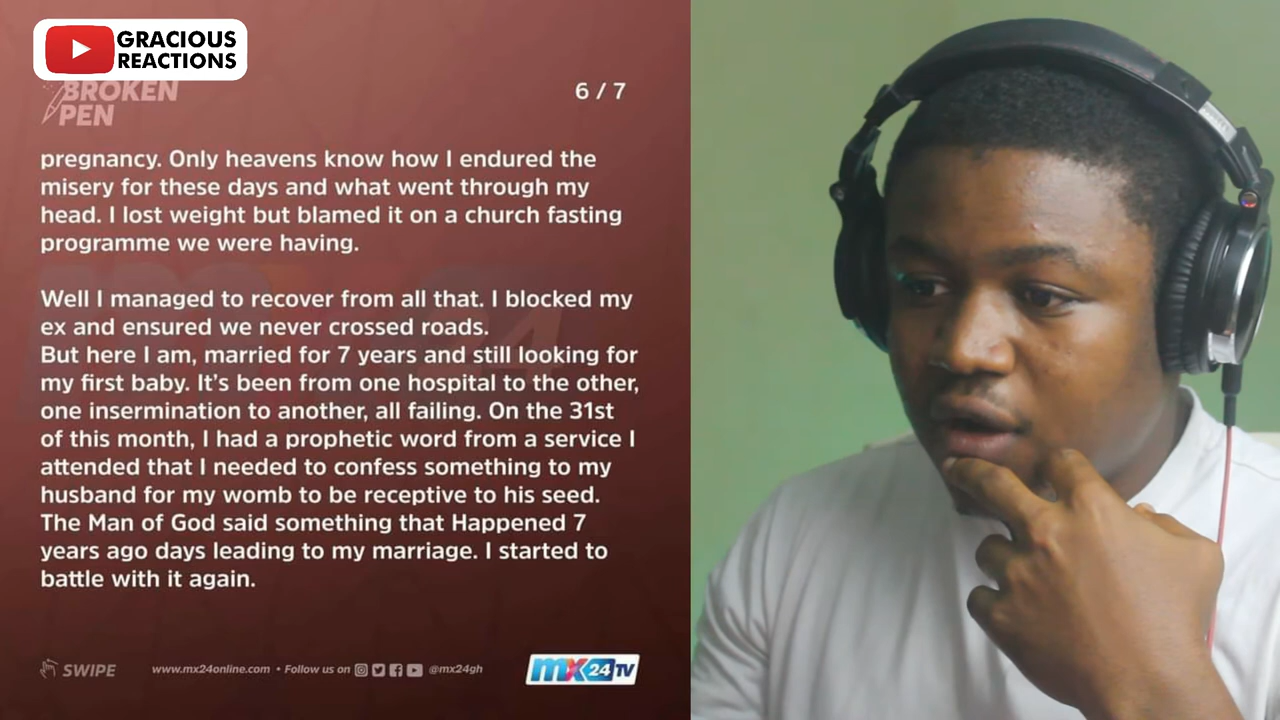 GRACIOUS
REACTIONS
BROKEN
PEN
6 / 7
pregnancy. Only heavens know how I endured the
misery for these days and what went through my
head. I lost weight but blamed it on a church fasting
programme we were having.
Well I managed to recover from all that. I blocked my
ex and ensured we never crossed roads.
But here I am, married for 7 years and still looking for
my first baby. It's been from one hospital to the other,
one insermination to another, all failing. On the 31st
of this month, I had a prophetic word from a service I
attended that I needed to confess something to my
husband for my womb to be receptive to his seed.
The Man of God said something that Happened 7
years ago days leading to my marriage. I started to
battle with it again.
SWIPE www.mx24online.com • Follow us on @mx24gh mx24TV